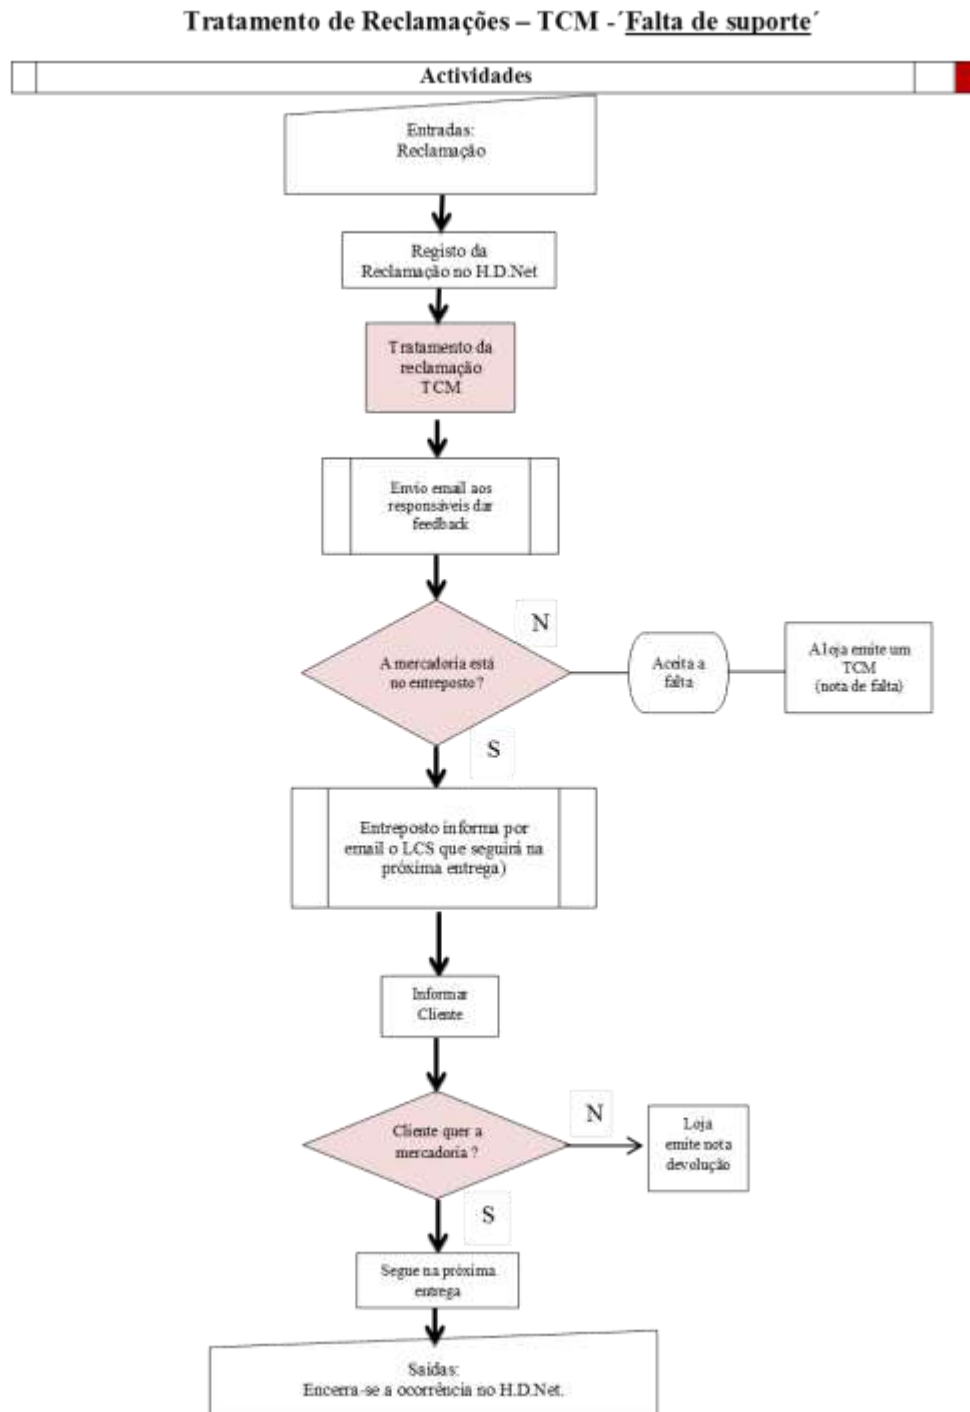 Tratamento de Reclamações – TCM -´Falta de suporte´
Actividades
Entradas:
Reclamação
Registo da
Reclamação no H.D.Net
Tratamento da
reclamação
TCM
Envio email aos
responsáveis dar
feedback
N
A mercadoria está
no entreposto ?
Aceita a
falta
A loja emite um
TCM
(nota de falta)
S
Entreposto informa por
email o LCS que seguirá na
próxima entrega)
Informar
Cliente
N
Cliente quer a
mercadoria ?
Loja
emite nota
devolução
S
Segue na próxima
entrega
Saídas:
Encerra-se a ocorrência no H.D.Net.